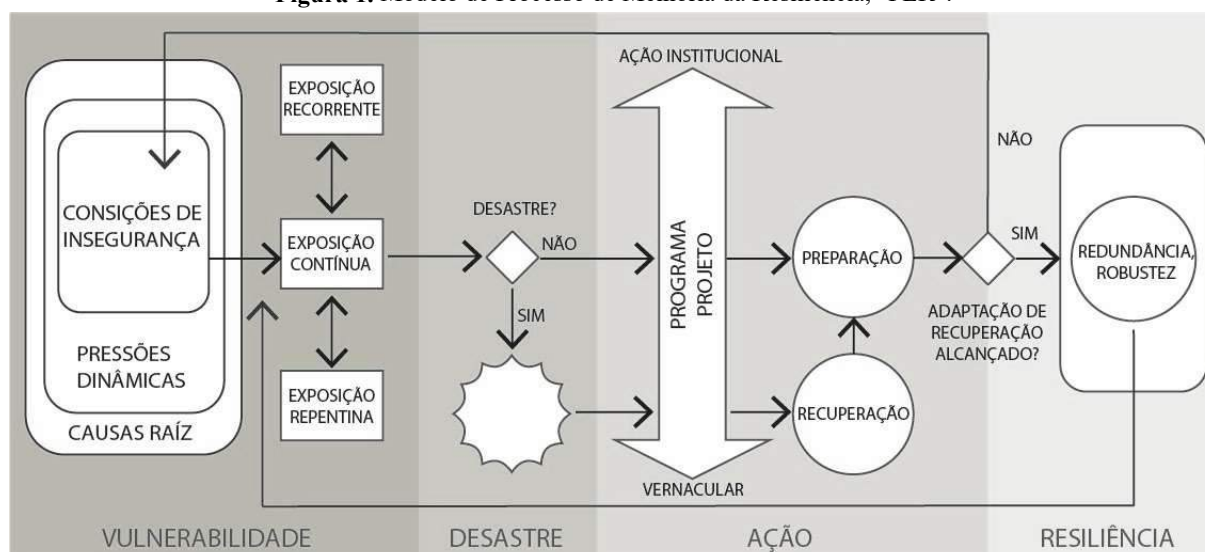 AÇÃO INSTITUCIONAL
EXPOSIÇÃO
RECORRENTE
NÃO
CONSIÇÕES DE
INSEGURANÇA
EXPOSIÇÃO
CONTÍNUA
DESASTRE?
NÃO
SIM
PROGRAMA
PROJETO
PREPARAÇÃO
SIM
REDUNDÂNCIA,
ROBUSTEZ
ADAPTAÇÃO DE
RECUPERAÇÃO
ALCANÇADO?
PRESSÕES
DINÂMICAS
EXPOSIÇÃO
REPENTINA
RECUPERAÇÃO
CAUSAS RAÍZ
VERNACULAR
VULNERABILIDADE
DESASTRE
AÇÃO
RESILIÊNCIA